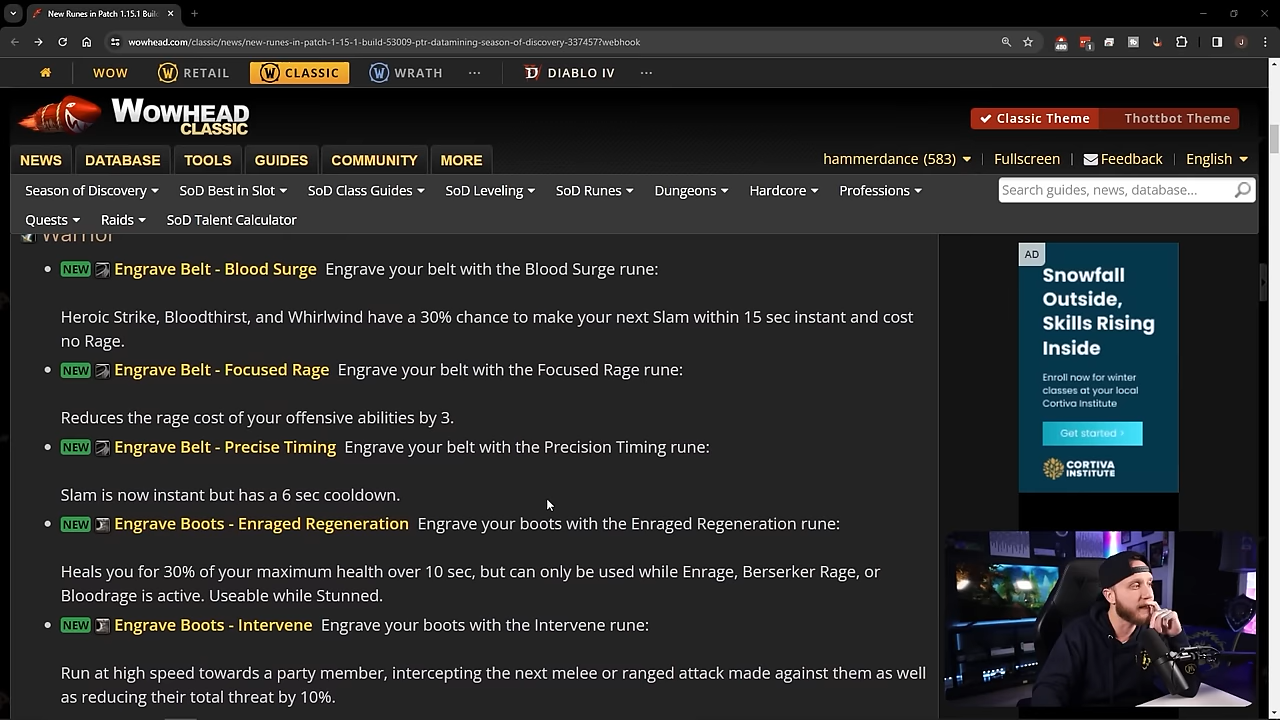 New Runes in Patch 1.15.1 Buil
wowhead.com/classic/news/new-runes-in-patch-1-15-1-build-53009-ptr-datamining-season-of-discovery-337457?webhook
WOW RETAIL CLASSIC WRATH ... DIABLO IV ...
WOWHEAD
CLASSIC
Classic Theme Thottbot Theme
NEWS DATABASE TOOLS GUIDES COMMUNITY MORE
hammerdance (583) Fullscreen Feedback English
Season of Discovery SoD Best in Slot SoD Class Guides SoD Leveling SoD Runes Dungeons Hardcore Professions
Search guides, news, database...
Quests Raids SoD Talent Calculator
Warrior
NEW Engrave Belt - Blood Surge Engrave your belt with the Blood Surge rune:
Heroic Strike, Bloodthirst, and Whirlwind have a 30% chance to make your next Slam within 15 sec instant and cost
no Rage.
NEW Engrave Belt - Focused Rage Engrave your belt with the Focused Rage rune:
Reduces the rage cost of your offensive abilities by 3.
NEW Engrave Belt - Precise Timing Engrave your belt with the Precision Timing rune:
Slam is now instant but has a 6 sec cooldown.
NEW Engrave Boots - Enraged Regeneration Engrave your boots with the Enraged Regeneration rune:
Heals you for 30% of your maximum health over 10 sec, but can only be used while Enrage, Berserker Rage, or
Bloodrage is active. Useable while Stunned.
NEW Engrave Boots - Intervene Engrave your boots with the Intervene rune:
Run at high speed towards a party member, intercepting the next melee or ranged attack made against them as well
as reducing their total threat by 10%.
AD
Snowfall
Outside,
Skills Rising
Inside
Enroll now for winter
classes at your local
Cortiva Institute
Get started >
CORTIVA
INSTITUTE